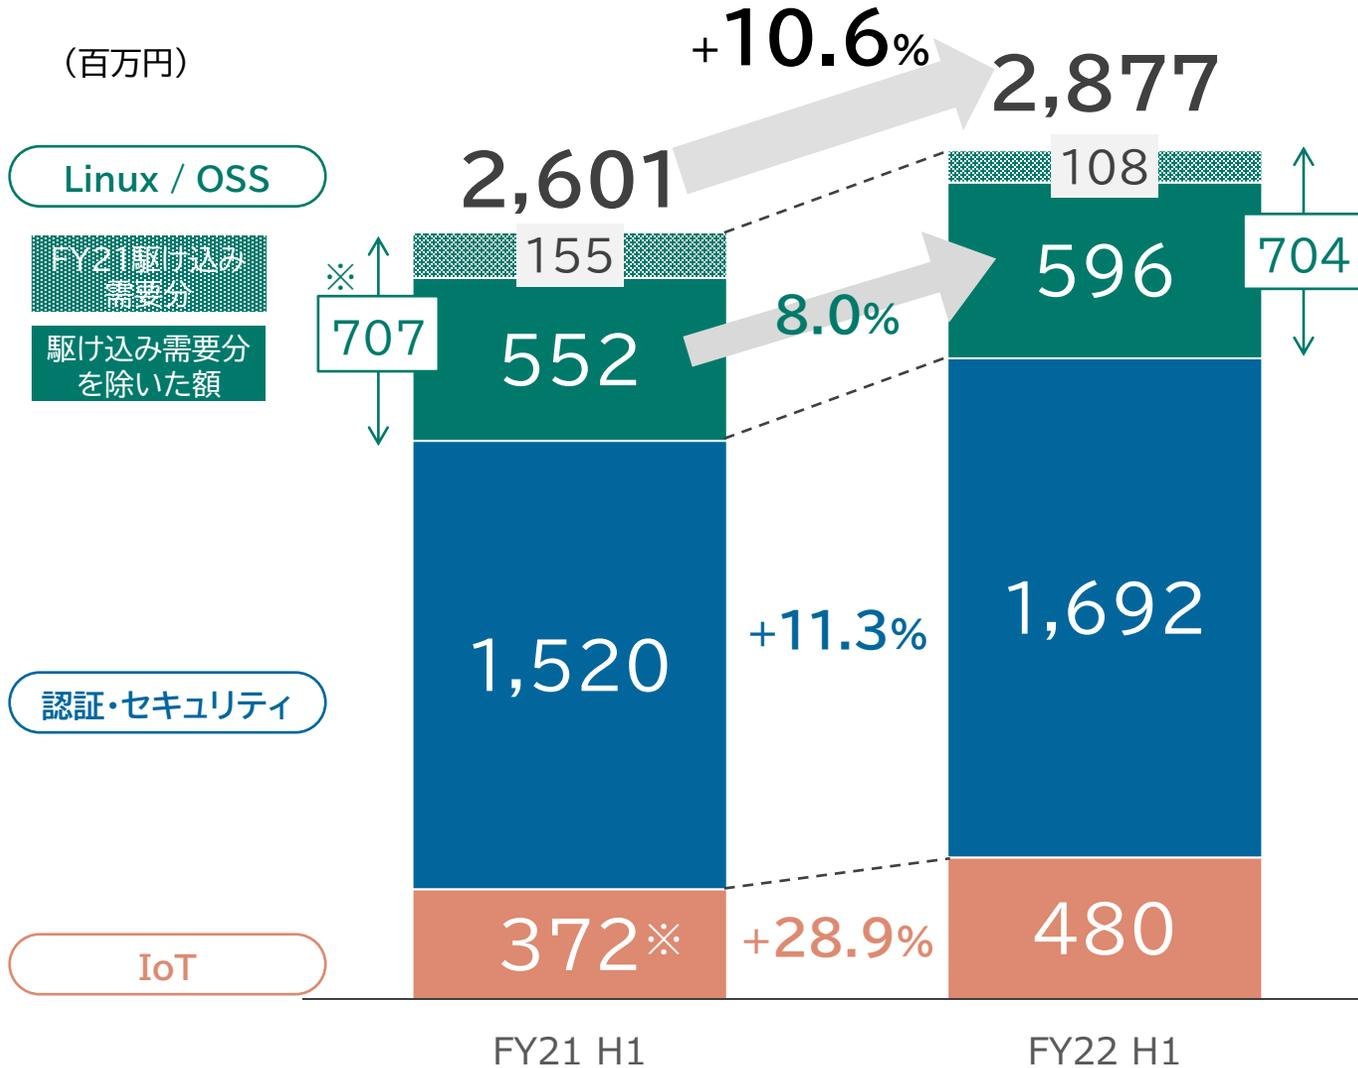 （百万円）
+10.6%
2,877
2,601
Linux / OSS
FY21駆け込み
需要分
駆け込み需要分
を除いた額
※
707
155
552
8.0%
108
596
704
認証・セキュリティ
1,520
+11.3%
1,692
IoT
372※
+28.9%
480
FY21 H1
FY22 H1